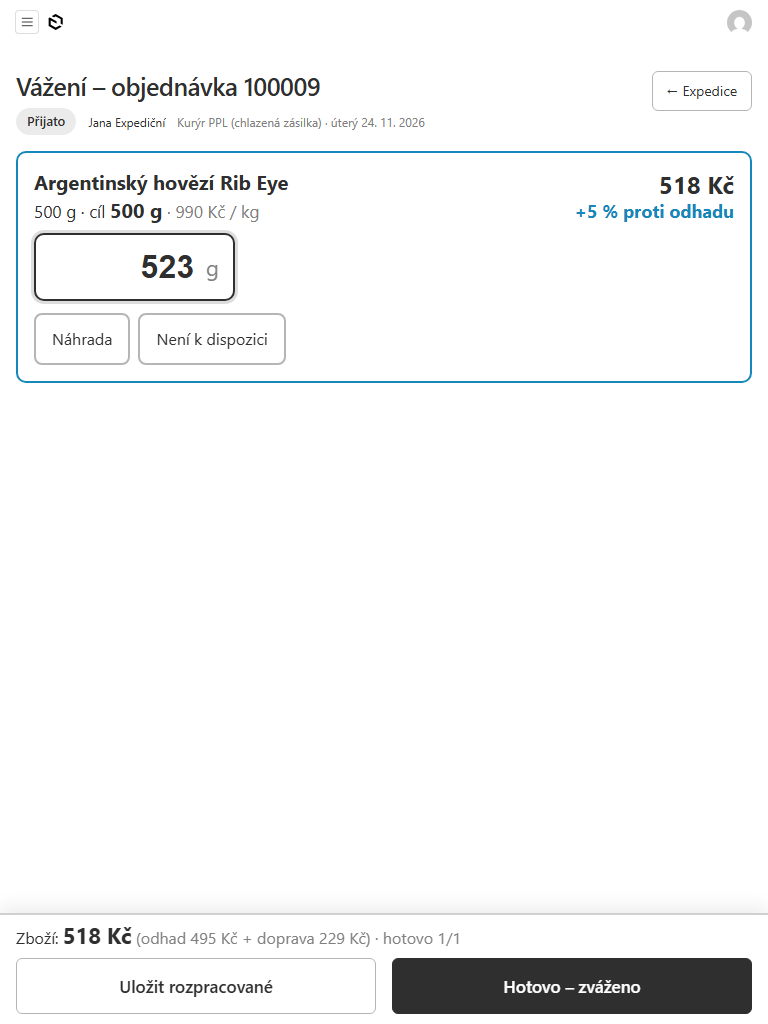 Vážení – objednávka 100009
← Expedice
Přijato Jana Expediční Kurýr PPL (chlazená zásilka) · úterý 24. 11. 2026
Argentinský hovězí Rib Eye
518 Kč
500 g · cíl 500 g · 990 Kč / kg
+5 % proti odhadu
523 g
Náhrada
Není k dispozici
Zboží: 518 Kč (odhad 495 Kč + doprava 229 Kč) · hotovo 1/1
Uložit rozpracované
Hotovo – zváženo